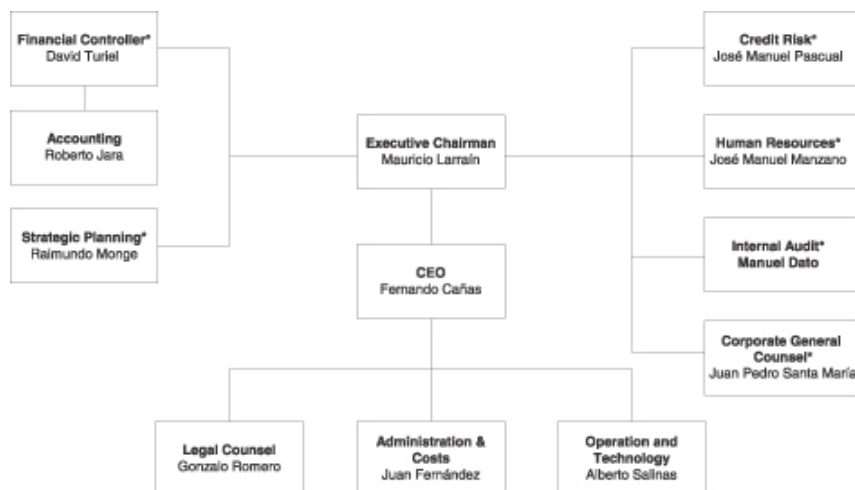 Financial Controller*
David Turiel
Accounting
Roberto Jara
Strategic Planning*
Raimundo Monge
Executive Chairman
Mauricio Larraín
CEO
Fernando Cañas
Credit Risk*
José Manuel Pascual
Human Resources*
José Manuel Manzano
Internal Audit*
Manuel Dato
Corporate General
Counsel*
Juan Pedro Santa María
Legal Counsel
Gonzalo Romero
Administration &
Costs
Juan Fernández
Operation and
Technology
Alberto Salinas